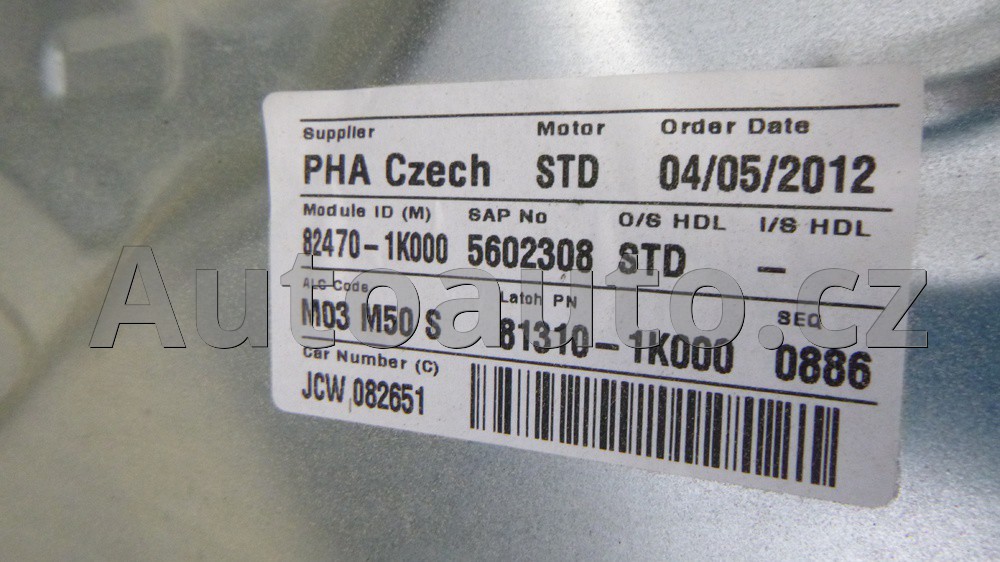 Supplier Motor Order Date
PHA Czech STD 04/05/2012
Module ID (M) SAP No O/S HDL I/S HDL
82470-1K000 5602308 STD -
ALC Code Latch PN SEQ
M03 M50 S 81310-1K000 0886
Car Number (C)
JCW 082651
Autoauto.cz